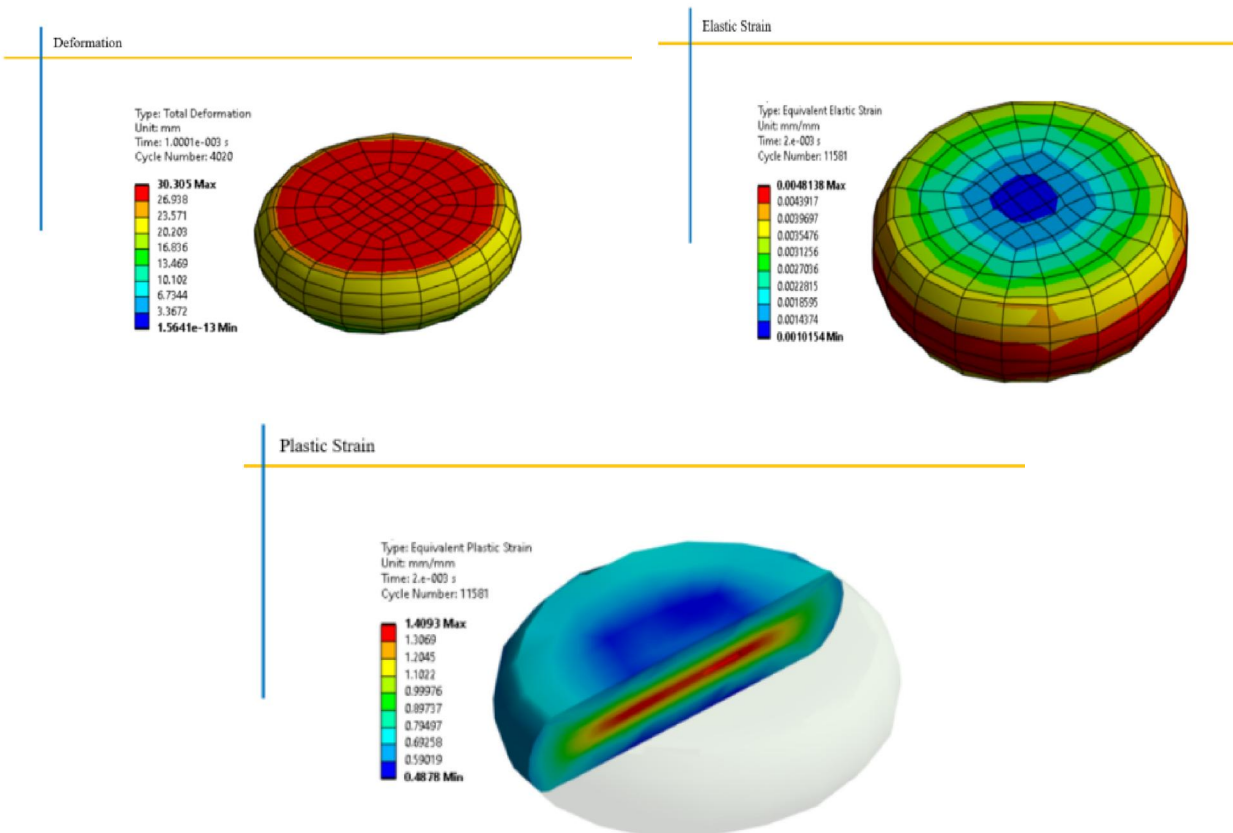 Deformation
Type: Total Deformation
Unit: mm
Time: 1.0001e-003 s
Cycle Number: 4020
30.305 Max
26.938
23.571
20.203
16.836
13.469
10.102
6.7344
3.3672
1.5641e-13 Min
Elastic Strain
Type: Equivalent Elastic Strain
Unit: mm/mm
Time: 2.e-003 s
Cycle Number: 11581
0.0048138 Max
0.0043917
0.0039697
0.0035476
0.0031256
0.0027036
0.0022815
0.0018595
0.0014374
0.0010154 Min
Plastic Strain
Type: Equivalent Plastic Strain
Unit: mm/mm
Time: 2.e-003 s
Cycle Number: 11581
1.4093 Max
1.3069
1.2045
1.1022
0.99976
0.89737
0.79497
0.69258
0.59019
0.4878 Min